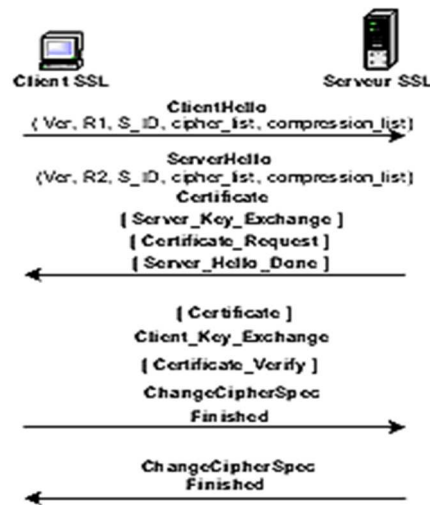 Client SSL
Serveur SSL
ClientHello
( Ver, R1, S_ID, cipher_list, compression_list)
ServerHello
(Ver, R2, S_ID, cipher_list, compression_list)
Certificate
[ Server_Key_Exchange ]
[ Certificate_Request ]
[ Server_Hello_Done ]
[ Certificate ]
Client_Key_Exchange
[ Certificate_Verify ]
ChangeCipherSpec
Finished
ChangeCipherSpec
Finished